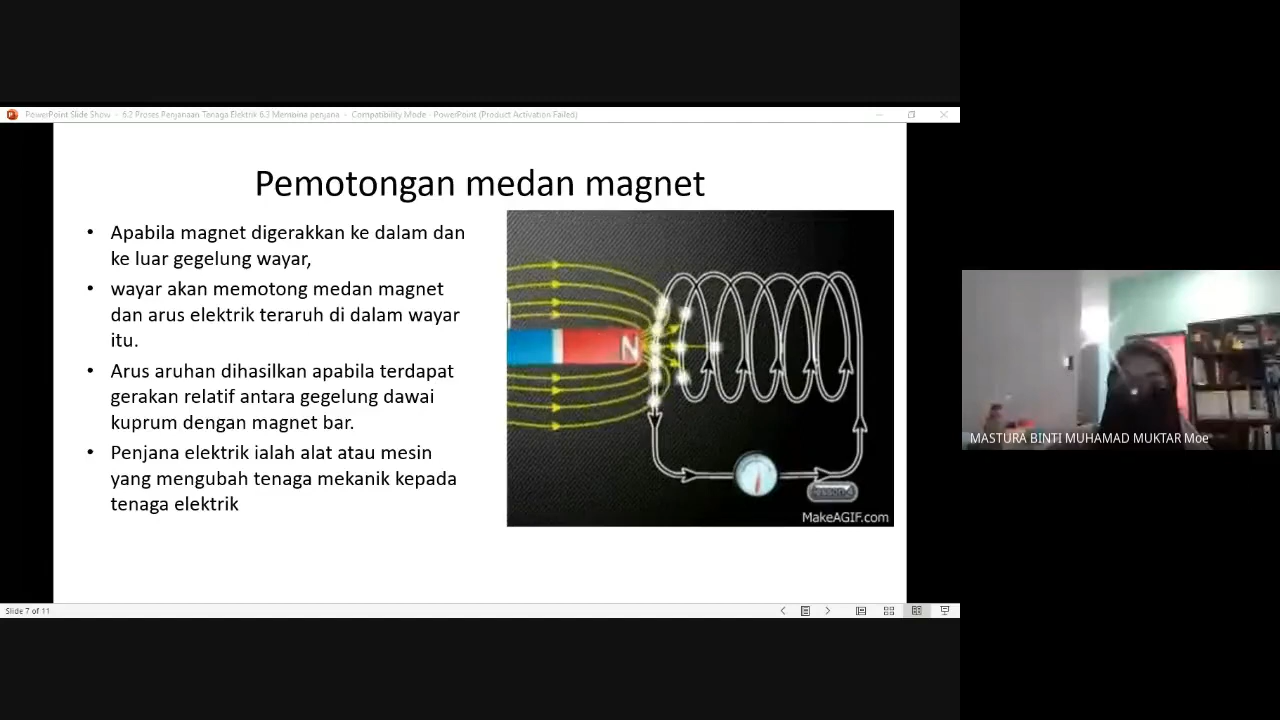 PowerPoint Slide Show - 6.2 Proses Penjanaan Tenaga Elektrik 6.3 Membina penjana - Compatibility Mode - PowerPoint (Product Activation Failed)
Pemotongan medan magnet
• Apabila magnet digerakkan ke dalam dan
ke luar gegelung wayar,
• wayar akan memotong medan magnet
dan arus elektrik teraruh di dalam wayar
itu.
• Arus aruhan dihasilkan apabila terdapat
gerakan relatif antara gegelung dawai
kuprum dengan magnet bar.
• Penjana elektrik ialah alat atau mesin
yang mengubah tenaga mekanik kepada
tenaga elektrik
N
MakeAGIF.com
MASTURA BINTI MUHAMAD MUKTAR Moe
Slide 7 of 11